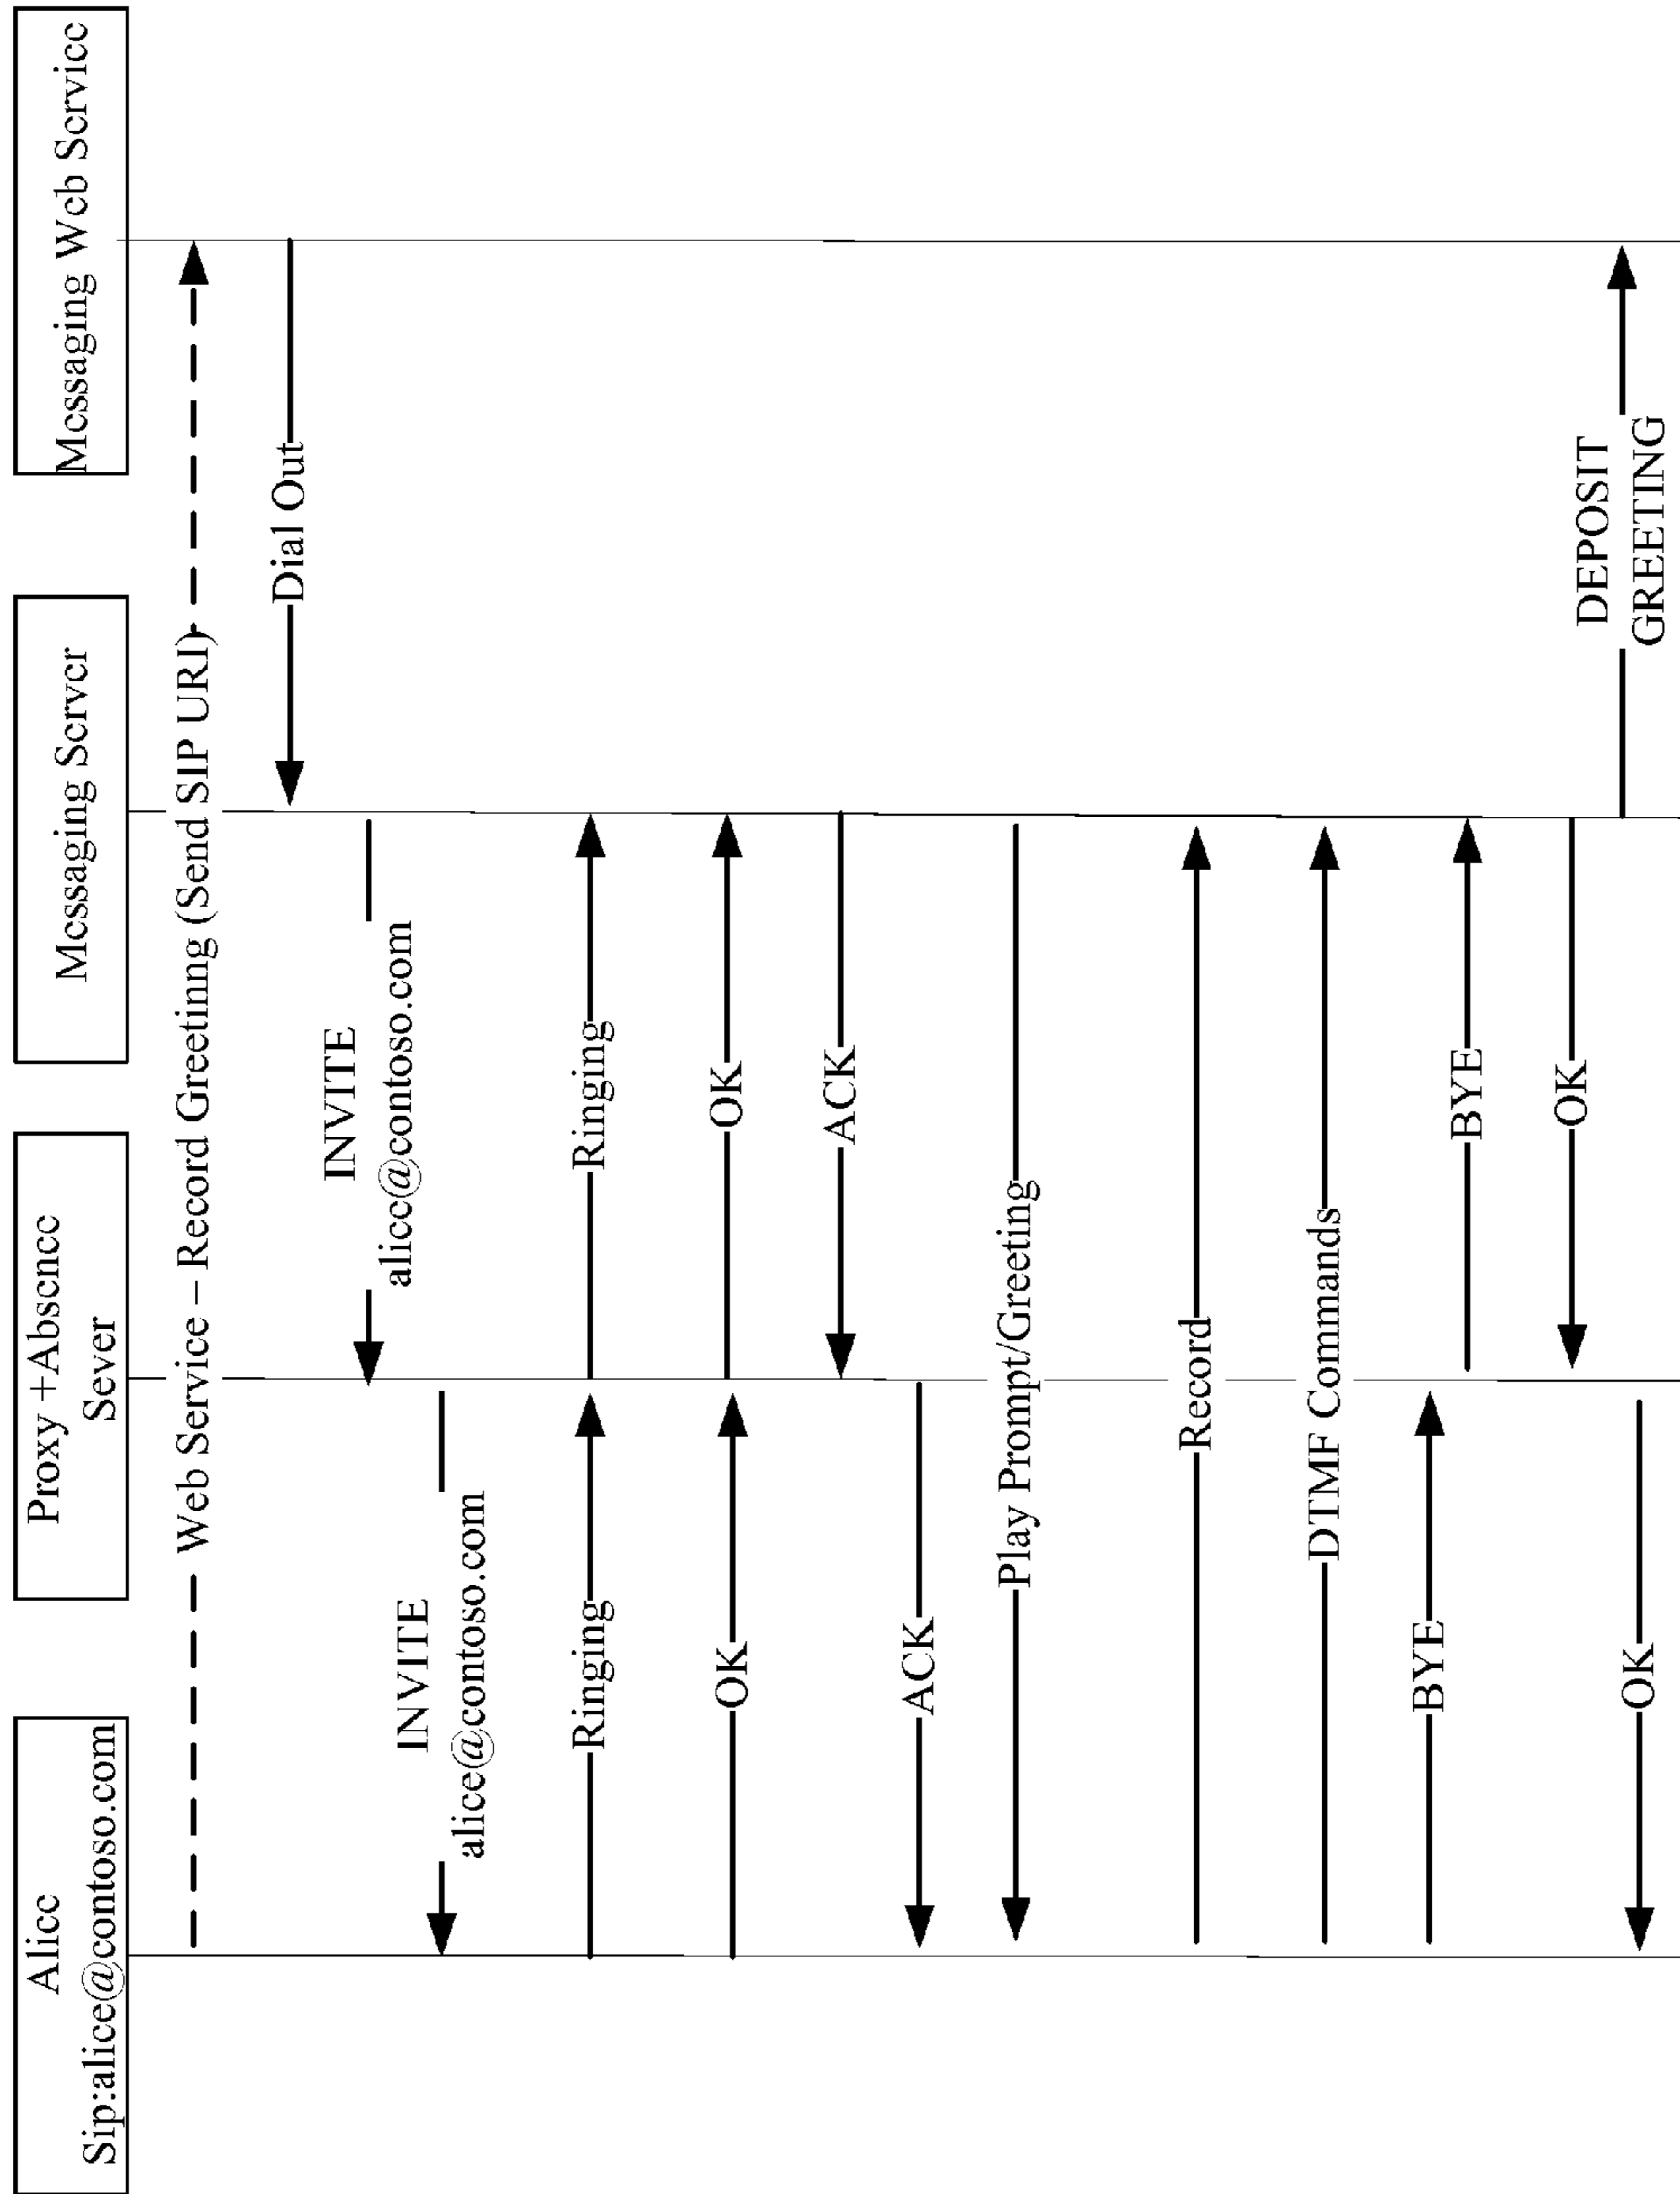 Alice
Sip:alice@contoso.com
Proxy +Absence
Sever
Messaging Server
Messaging Web Service
Web Service – Record Greetinng (Send SIP URI)
Dial Out
INVITE
alice@contoso.com
INVITE
alice@contoso.com
Ringing
Ringing
OK
OK
ACK
ACK
Play Prompt/Greeting
Record
DTMF Commands
BYE
BYE
OK
DEPOSIT
GREETING
OK